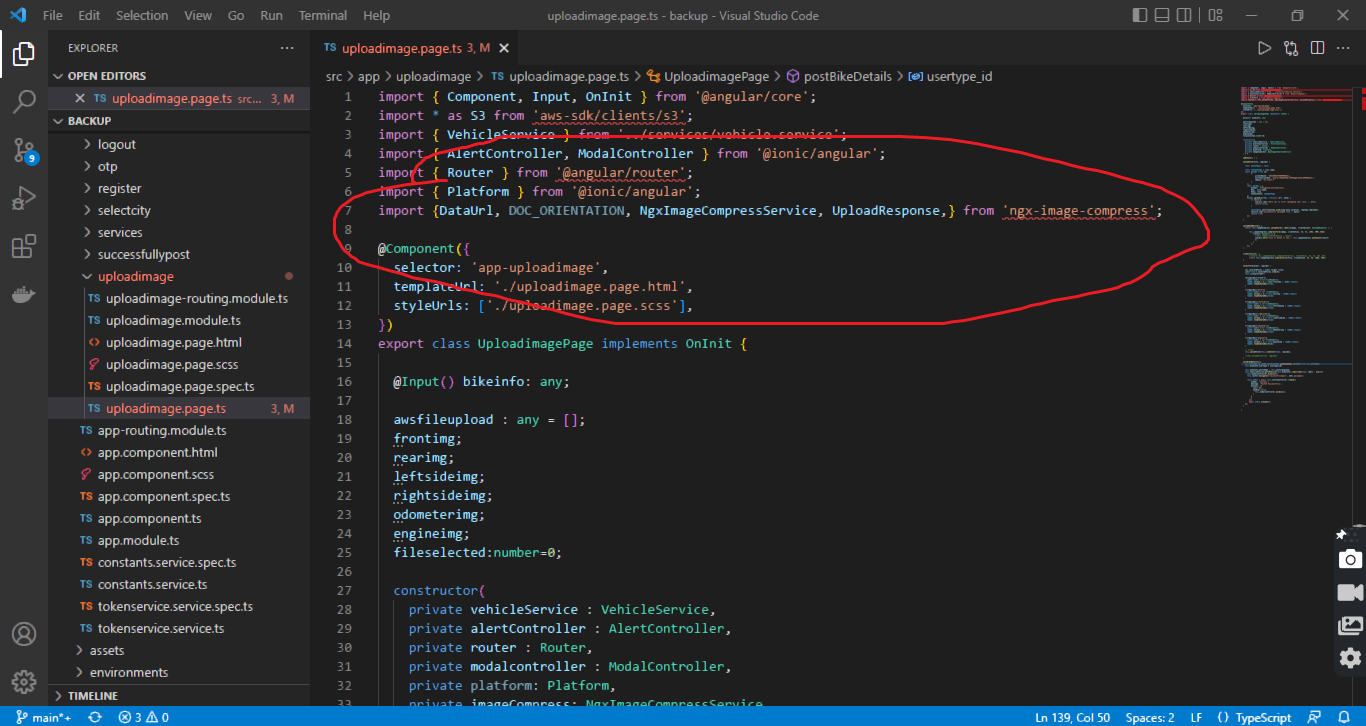 File Edit Selection View Go Run Terminal Help
uploadimage.page.ts - backup - Visual Studio Code
EXPLORER
OPEN EDITORS
TS uploadimage.page.ts src... 3, M
BACKUP
logout
otp
register
selectcity
services
successfullypost
uploadimage
TS uploadimage-routing.module.ts
TS uploadimage.module.ts
uploadimage.page.html
uploadimage.page.scss
TS uploadimage.page.spec.ts
TS uploadimage.page.ts 3, M
TS app-routing.module.ts
app.component.html
app.component.scss
TS app.component.spec.ts
TS app.component.ts
TS app.module.ts
TS constants.service.spec.ts
TS constants.service.ts
TS tokenservice.service.spec.ts
TS tokenservice.service.ts
assets
environments
TIMELINE
TS uploadimage.page.ts 3, M
src > app > uploadimage > TS uploadimage.page.ts > UploadimagePage > postBikeDetails > usertype_id
1 import { Component, Input, OnInit } from '@angular/core';
2 import * as S3 from 'aws-sdk/clients/s3';
3 import { VehicleService } from '../services/vehicle.service';
4 import { AlertController, ModalController } from '@ionic/angular';
5 import { Router } from '@angular/router';
6 import { Platform } from '@ionic/angular';
7 import {DataUrl, DOC_ORIENTATION, NgxImageCompressService, UploadResponse,} from 'ngx-image-compress';
8
9 @Component({
10 selector: 'app-uploadimage',
11 templateUrl: './uploadimage.page.html',
12 styleUrls: ['./uploadimage.page.scss'],
13 })
14 export class UploadimagePage implements OnInit {
15
16 @Input() bikeinfo: any;
17
18 awsfileupload : any = [];
19 frontimg;
20 rearimg;
21 leftsideimg;
22 rightsideimg;
23 odometerimg;
24 engineimg;
25 fileselected:number=0;
26
27 constructor(
28 private vehicleService : VehicleService,
29 private alertController : AlertController,
30 private router : Router,
31 private modalcontroller : ModalController,
32 private platform: Platform,
33 private imageCompress: NgxImageCompressService
9
main*+ 3 0
Ln 139, Col 50 Spaces: 2 LF TypeScript